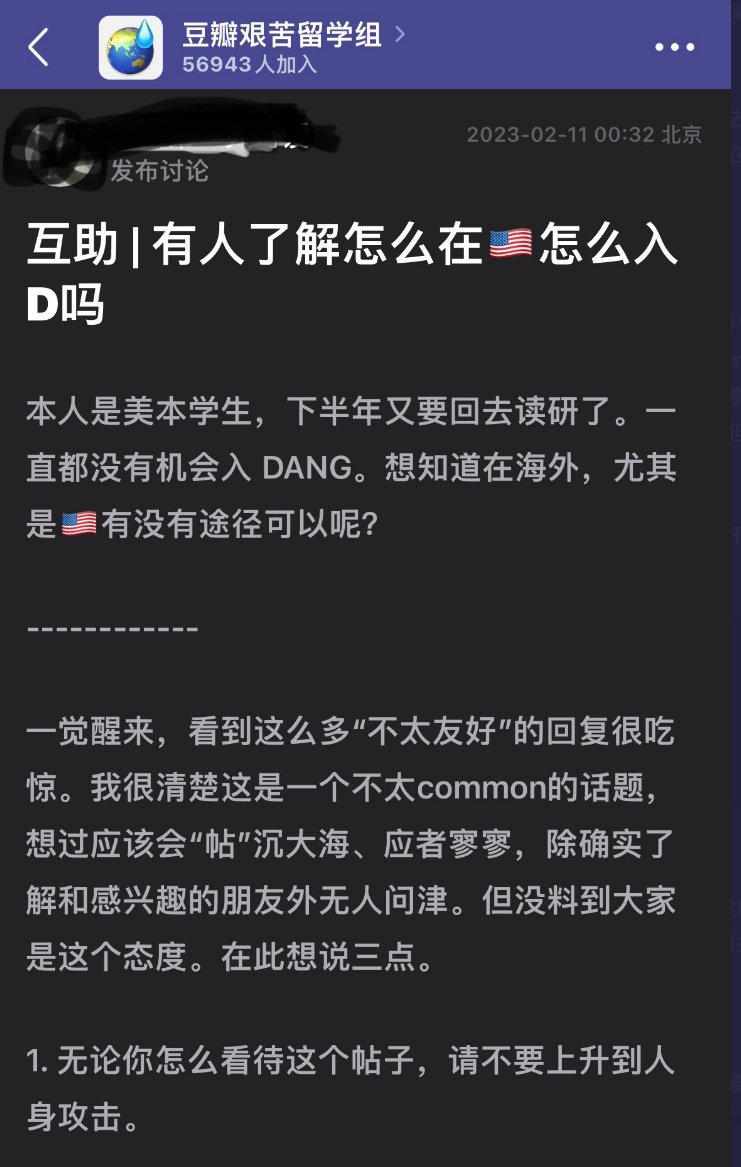 豆瓣艰苦留学组
56943人加入
2023-02-11 00:32 北京
发布讨论
互助 | 有人了解怎么在🇺🇸怎么入
D吗
本人是美本学生，下半年又要回去读研了。一
直都没有机会入 DANG。想知道在海外，尤其
是🇺🇸有没有途径可以呢？
------------
一觉醒来，看到这么多“不太友好”的回复很吃
惊。我很清楚这是一个不太common的话题，
想过应该会“帖”沉大海、应者寥寥，除确实了
解和感兴趣的朋友外无人问津。但没料到大家
是这个态度。在此想说三点。
1. 无论你怎么看待这个帖子，请不要上升到人
身攻击。